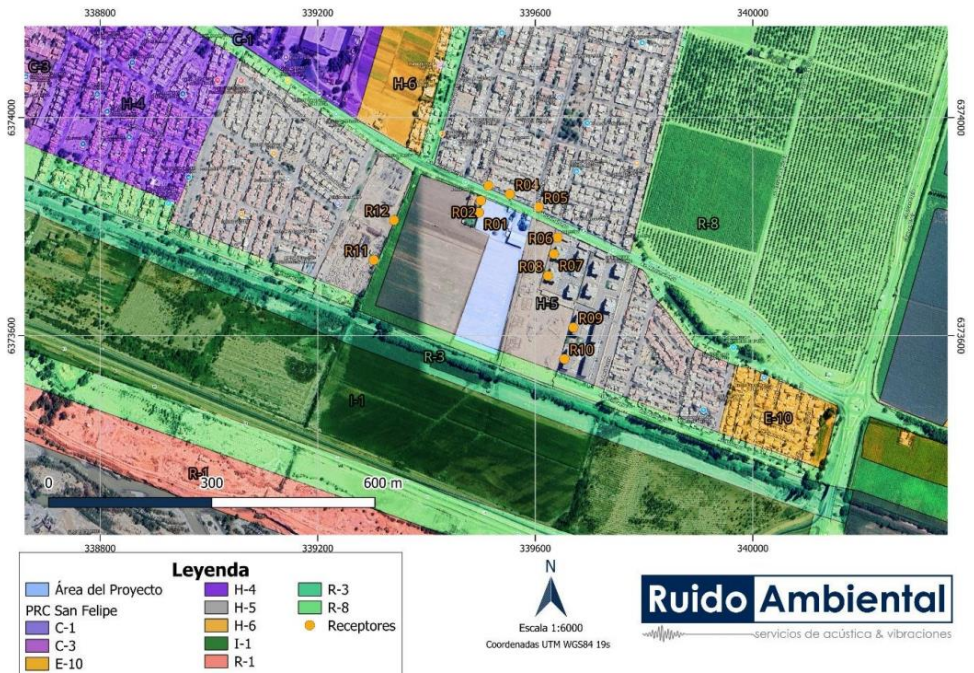 338800 339200 339600 340000
C-1
C-3
H-4
H-6
6374000 6374000
R04
R05
R02
R01
R12
R-8
R06
R11
R07
R08
H-5
R09
6373600 6373600
R-3
R10
I-1
E-10
R-1
0 300 600 m
338800 339200 339600 340000
Leyenda
Área del Proyecto
PRC San Felipe
C-1
C-3
E-10
H-4
H-5
H-6
I-1
R-1
R-3
R-8
Receptores
N
Escala 1:6000
Coordenadas UTM WGS84 19s
Ruido Ambiental
servicios de acústica & vibraciones